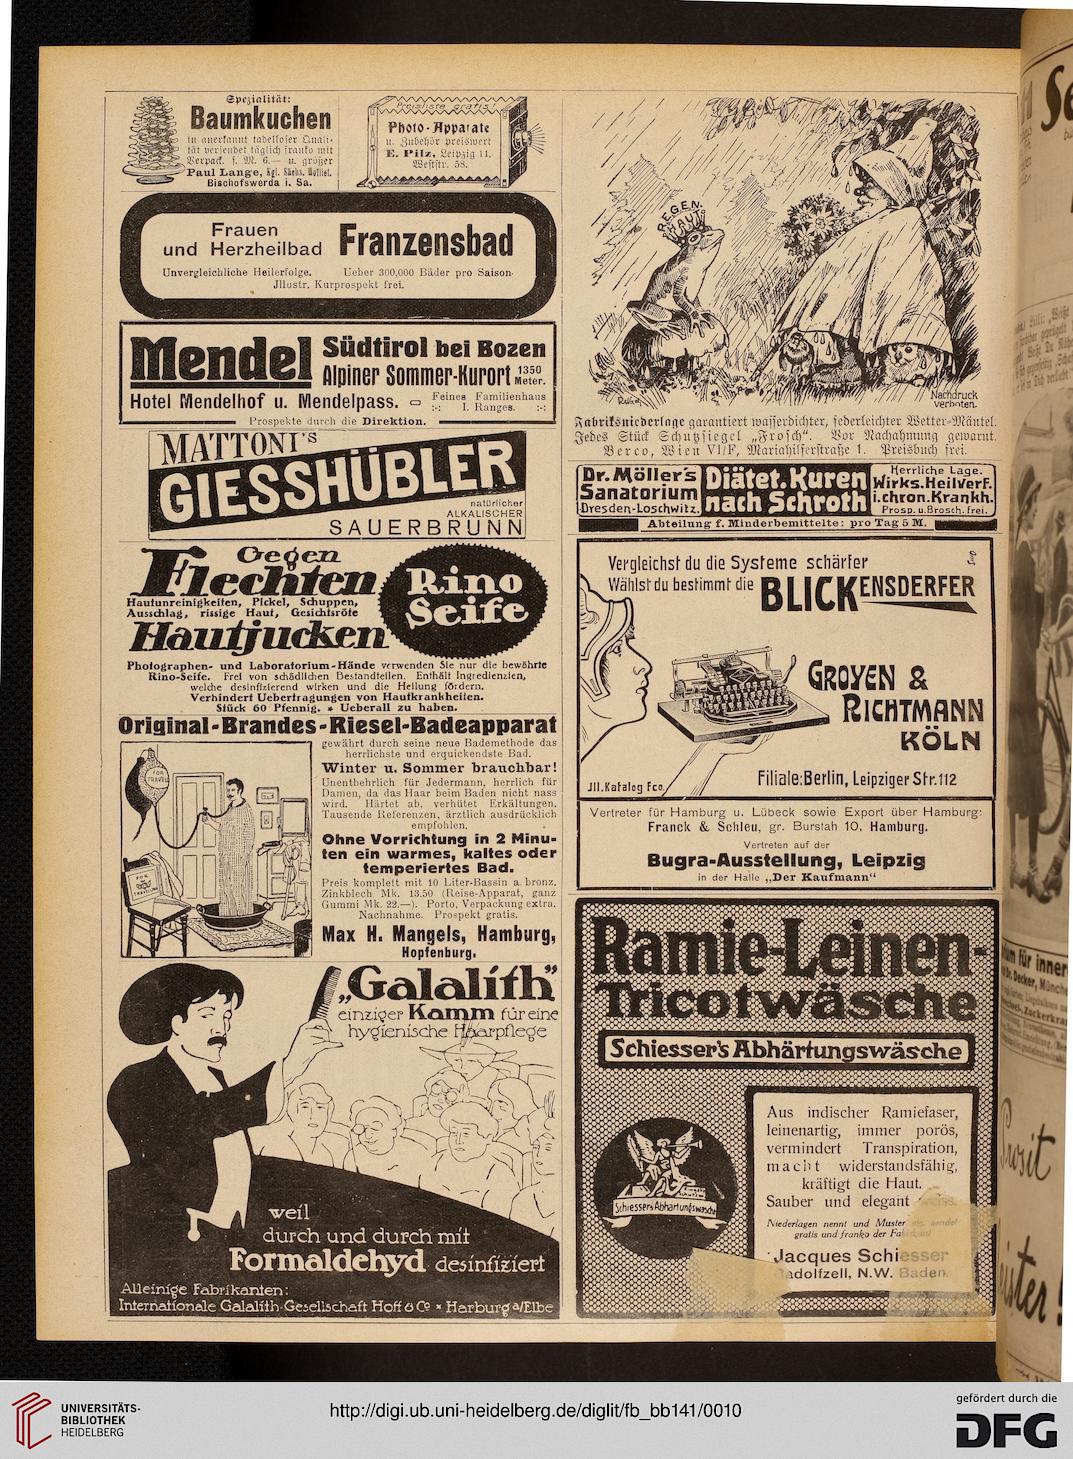 Spezialität:
Baumkuchen
in anerkannt tadelloser Quali-
tät versendet täglich franko mit
Verpack. f. M. 6.— u. größer
Paul Lange, kgl. Sächs. Hoflief.
Bischofswerda i. Sa.
Preisliste gratis
Photo-Apparate
u. Zubehör preiswert
E. Pilz, Leipzig 11,
Weststr. 58.
Frauen
und Herzheilbad Franzensbad
Unvergleichliche Heilerfolge. Ueber 300,000 Bäder pro Saison.
Jllustr. Kurprospekt frei.
Mendel Südtirol bei Bozen
Alpiner Sommer-Kurort 1350 Meter.
Hotel Mendelhof u. Mendelpass. Feines Familienhaus
:-: I. Ranges. :-:
Prospekte durch die Direktion.
MATTONI'S
GIESSHÜBLER
natürlicher
ALKALISCHER
SAUERBRUNN
Gegen
Flechten
Hautunreinigkeiten, Pickel, Schuppen,
Ausschlag, rissige Haut, Gesichtsröte
Hautjucken
Rino
Seife
Photographen- und Laboratorium-Hände verwenden Sie nur die bewährte
Rino-Seife. Frei von schädlichen Bestandteilen. Enthält Ingredienzien,
welche desinfizierend wirken und die Heilung fördern.
Verhindert Uebertragungen von Hautkrankheiten.
Stück 60 Pfennig. * Ueberall zu haben.
Original-Brandes-Riesel-Badeapparat
gewährt durch seine neue Bademethode das
herrlichste und erquickendste Bad.
Winter u. Sommer brauchbar!
Unentbehrlich für Jedermann, herrlich für
Damen, da das Haar beim Baden nicht nass
wird. Härtet ab, verhütet Erkältungen.
Tausende Referenzen, ärztlich ausdrücklich
empfohlen.
Ohne Vorrichtung in 2 Minu-
ten ein warmes, kaltes oder
temperiertes Bad.
Preis komplett mit 10 Liter-Bassin a. bronz.
Zinkblech Mk. 13.50 (Reise-Apparat, ganz
Gummi Mk. 22.—). Porto, Verpackung extra.
Nachnahme. Prospekt gratis.
Max H. Mangels, Hamburg,
Hopfenburg.
FOR
TRAVEL
FOR
TRAVELING
„Galalith"
einziger Kamm für eine
hygienische Haarpflege
weil
durch und durch mit
Formaldehyd desinfiziert
Alleinige Fabrikanten:
Internationale Galalith-Gesellschaft Hoff & Co * Harburg a/Elbe
REGEN-
HAUT
Nachdruck
verboten.
Fabriksniederlage garantiert wasserdichter, federleichter Wetter-Mäntel.
Jedes Stück Schutzsiegel „Frosch". Vor Nachahmung gewarnt.
Berco, Wien VI/F, Mariahilferstraße 1. Preisbuch frei.
Dr. Möller's
Sanatorium
Dresden-Loschwitz.
Diätet. Kuren
nach Schroth
Herrliche Lage.
Wirks. Heilverf.
i. chron. Krankh.
Prosp. u. Brosch. frei.
Abteilung f. Minderbemittelte: pro Tag 5 M.
Vergleichst du die Systeme schärfer
Wählst du bestimmt die BLICKENSDERFER
GROYEN &
RICHTMANN
KÖLN
Jll. Katalog Fco.
Filiale: Berlin, Leipziger Str. 112
Vertreter für Hamburg u. Lübeck sowie Export über Hamburg:
Franck & Schleu, gr. Burstah 10, Hamburg.
Vertreten auf der
Bugra-Ausstellung, Leipzig
in der Halle „Der Kaufmann"
Ramie-Leinen-
Tricotwäsche
Schiesser's Abhärtungswäsche
Schiessers Abhärtungswäsche
Aus indischer Ramiefaser,
leinenartig, immer porös,
vermindert Transpiration,
macht widerstandsfähig,
kräftigt die Haut.
Sauber und elegant
Niederlagen nennt und Muster
gratis und franko der
Jacques Schiesser
Radolfzell, N.W. Baden.
UNIVERSITÄTS-
BIBLIOTHEK
HEIDELBERG
http://digi.ub.uni-heidelberg.de/diglit/fb_bb141/0010
gefördert durch die
DFG